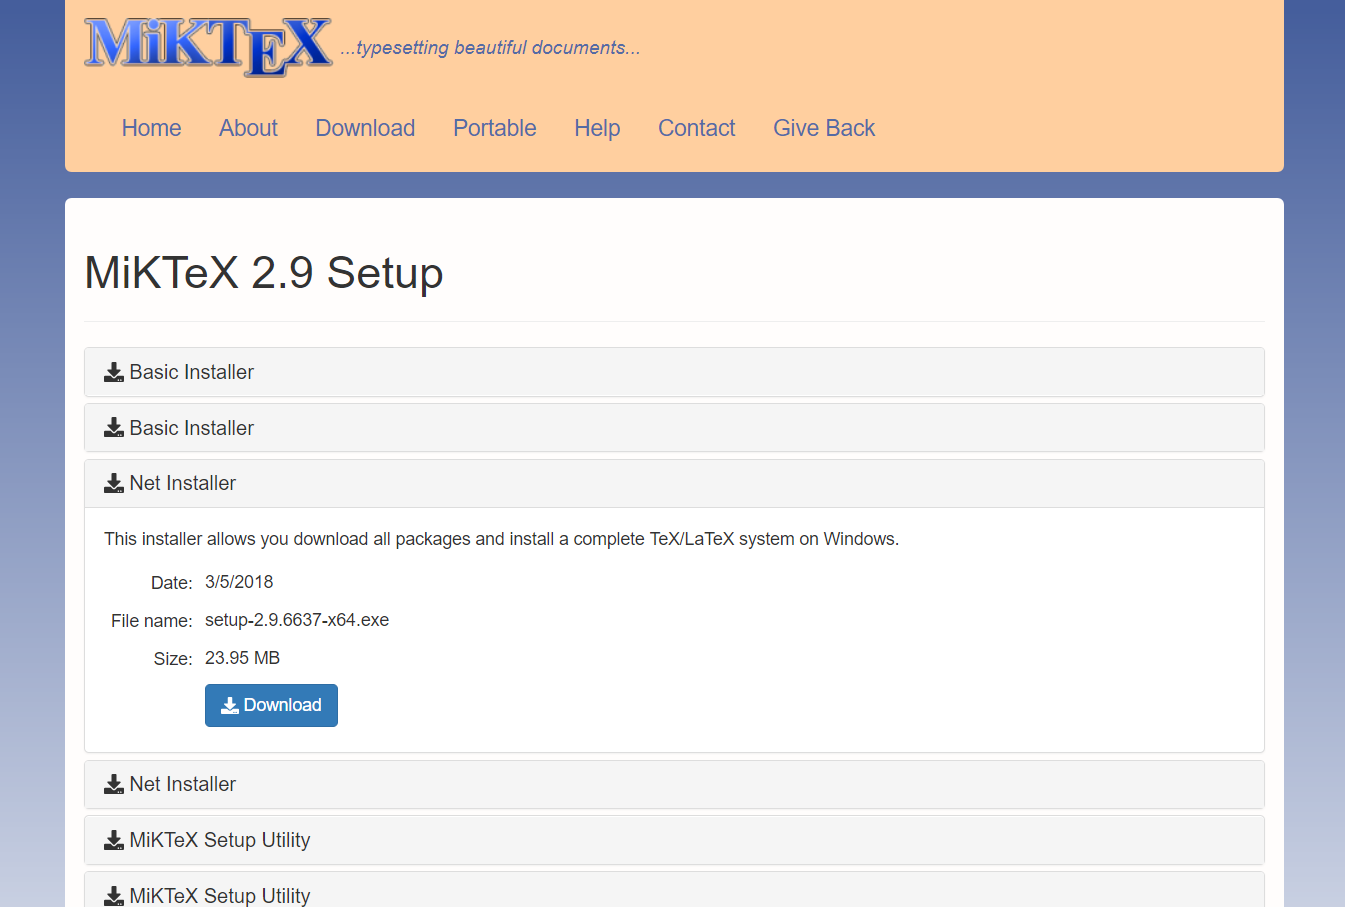 MiKTeX ...typesetting beautiful documents...
Home About Download Portable Help Contact Give Back
MiKTeX 2.9 Setup
Basic Installer
Basic Installer
Net Installer
This installer allows you download all packages and install a complete TeX/LaTeX system on Windows.
Date: 3/5/2018
File name: setup-2.9.6637-x64.exe
Size: 23.95 MB
Download
Net Installer
MiKTeX Setup Utility
MiKTeX Setup Utility